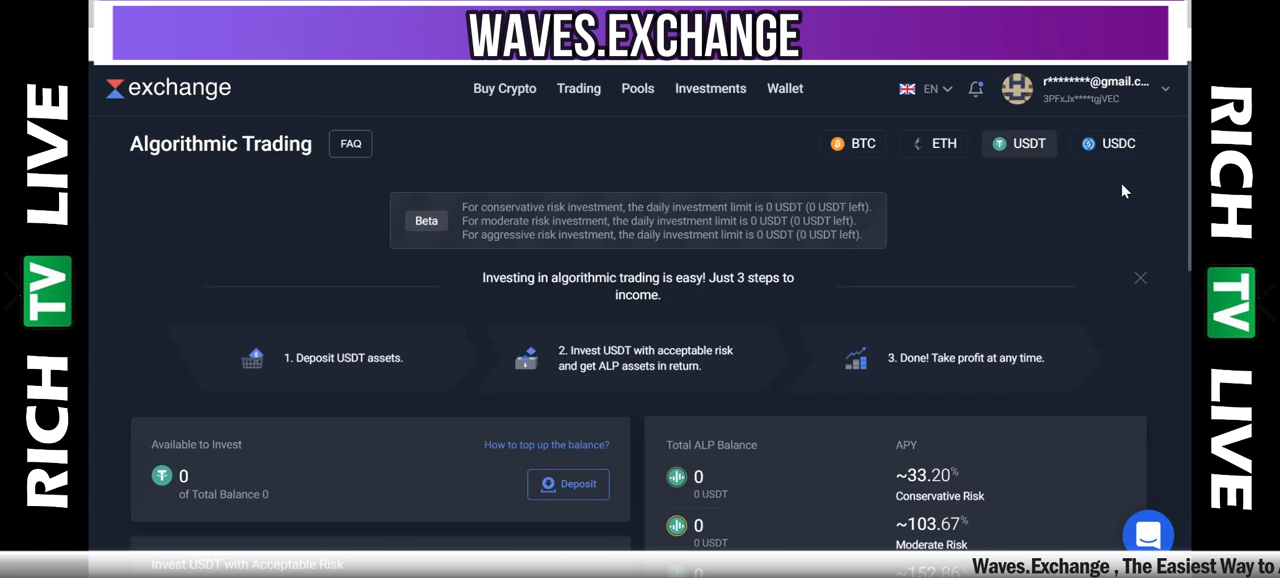 WAVES.EXCHANGE
exchange
Buy Crypto Trading Pools Investments Wallet
EN
r********@gmail.c...
3PFxJx****tgjVEC
Algorithmic Trading FAQ
BTC ETH USDT USDC
Beta
For conservative risk investment, the daily investment limit is 0 USDT (0 USDT left).
For moderate risk investment, the daily investment limit is 0 USDT (0 USDT left).
For aggressive risk investment, the daily investment limit is 0 USDT (0 USDT left).
Investing in algorithmic trading is easy! Just 3 steps to
income.
1. Deposit USDT assets.
2. Invest USDT with acceptable risk
and get ALP assets in return.
3. Done! Take profit at any time.
Available to Invest How to top up the balance?
0
of Total Balance 0
Deposit
Total ALP Balance APY
0 ~33.20%
0 USDT Conservative Risk
0 ~103.67%
0 USDT Moderate Risk
Invest USDT with Acceptable Risk
0 ~152.86%
Waves.Exchange , The Easiest Way to
RICH TV LIVE
RICH TV LIVE